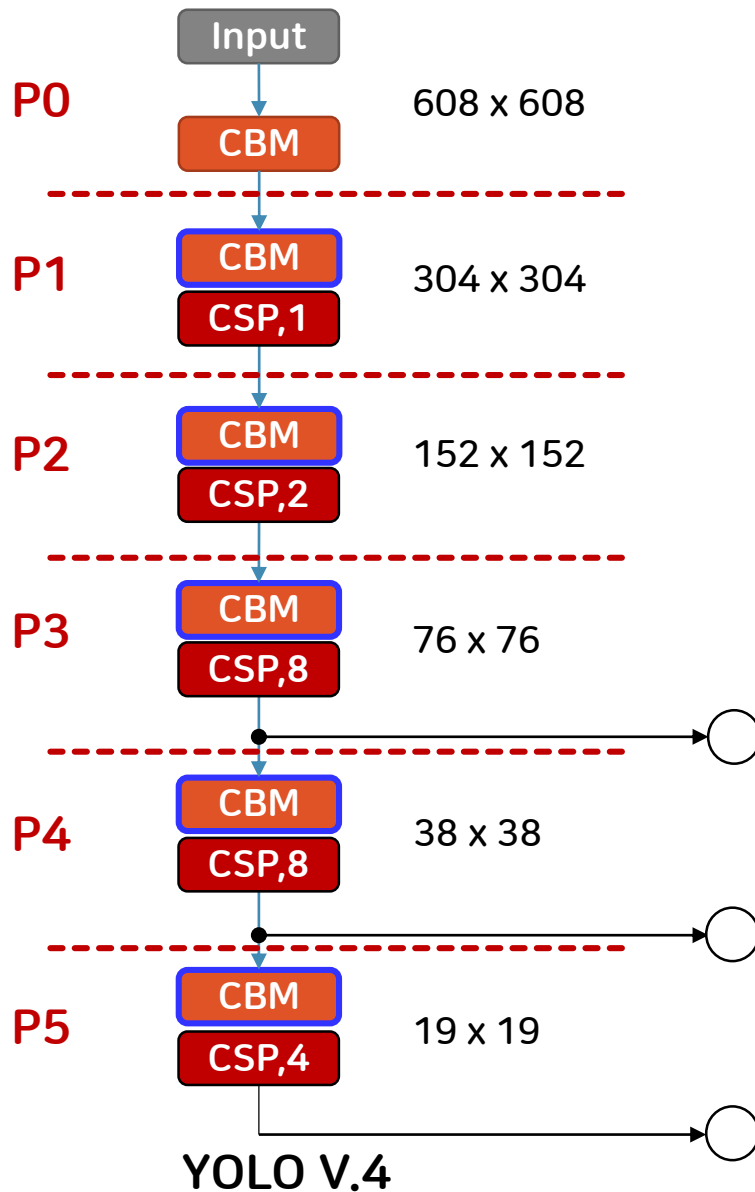 Input
P0
608 x 608
CBM
P1
CBM
304 x 304
CSP,1
P2
CBM
152 x 152
CSP,2
P3
CBM
76 x 76
CSP,8
P4
CBM
38 x 38
CSP,8
P5
CBM
19 x 19
CSP,4
YOLO V.4